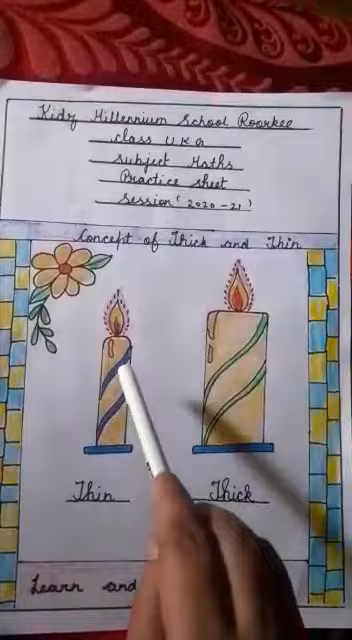 Kidz Millennium School Roorkee
Class U K G
Subject Maths
Practice sheet
Session (2020-21)
Concept of Thick and Thin
Thin Thick
Learn and